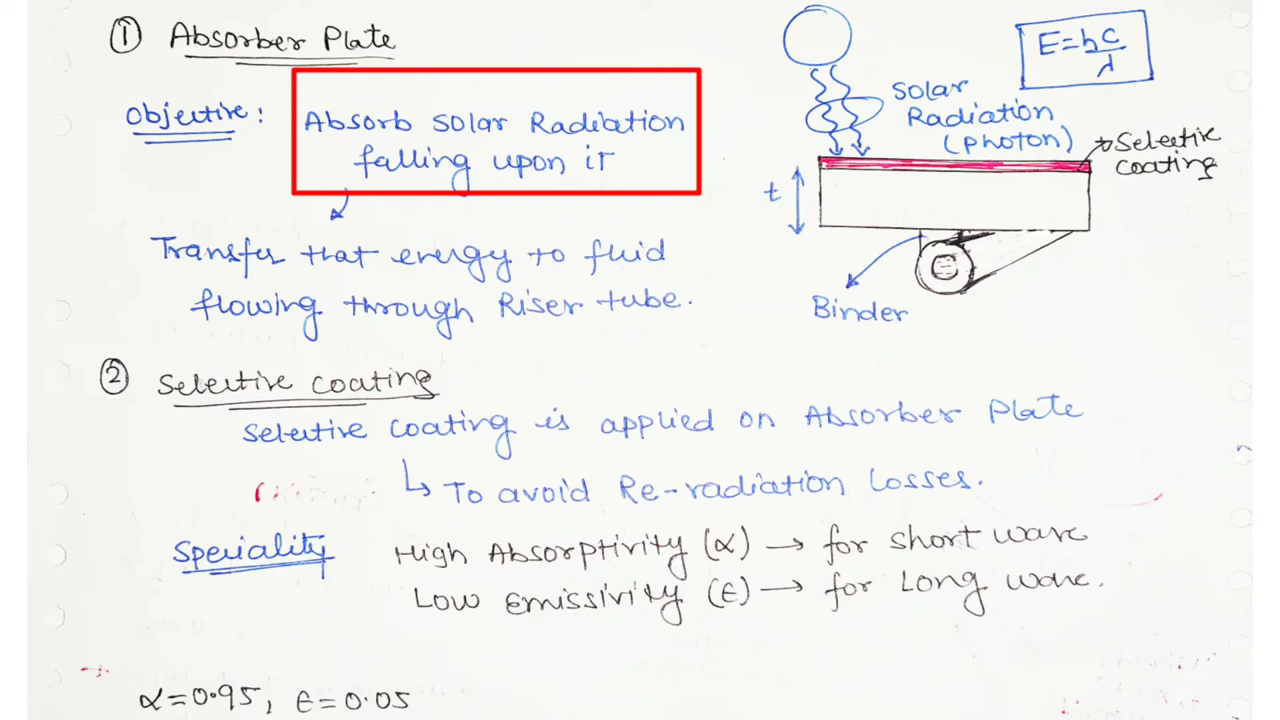 ① Absorber Plate
Objective: Absorb solar Radiation
falling upon it
Transfer that energy to fluid
flowing through Riser tube.
E=hc/λ
Solar
Radiation
(Photon)
Selective
coating
t
Binder
② Selective coating
Selective coating is applied on Absorber Plate
↳ To avoid Re-radiation Losses.
Speciality High Absorptivity (α) → for short wave
Low Emissivity (ϵ) → for Long wave.
α=0.95, ϵ=0.05